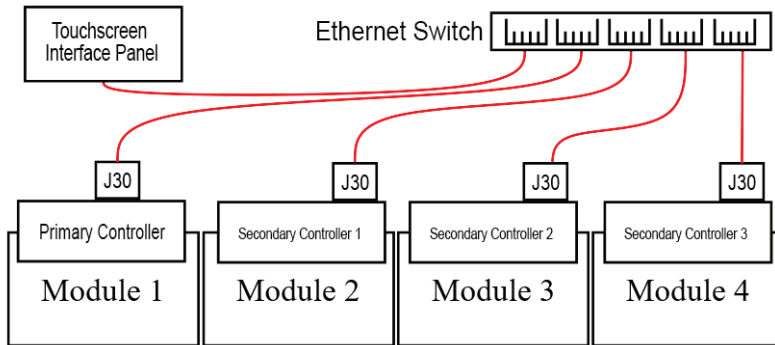 Touchscreen
Interface Panel
Ethernet Switch
J30
J30
J30
J30
Primary Controller
Secondary Controller 1
Secondary Controller 2
Secondary Controller 3
Module 1
Module 2
Module 3
Module 4